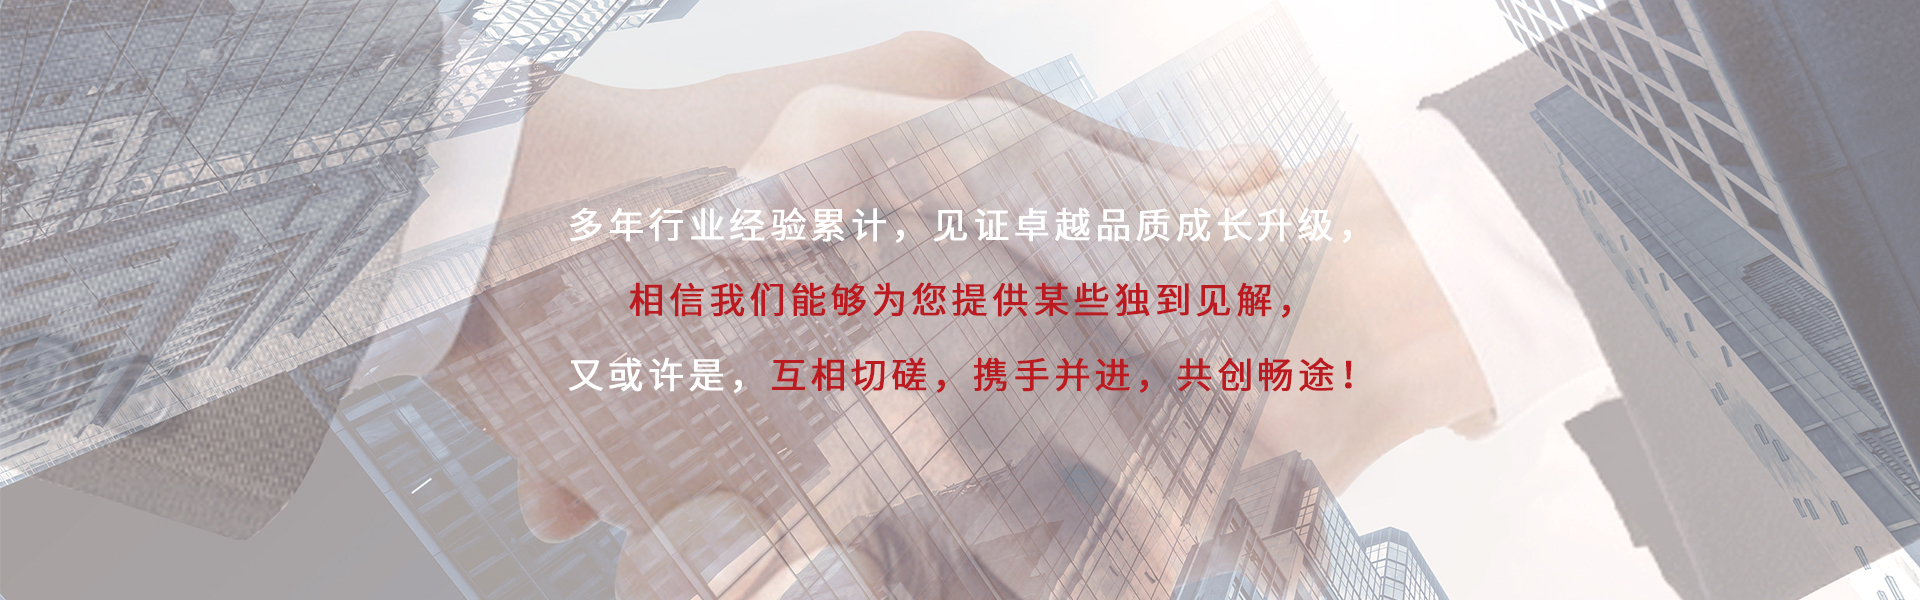 多年行业经验累计，见证卓越品质成长升级，
相信我们能够为您提供某些独到见解，
又或许是，互相切磋，携手并进，共创畅途！